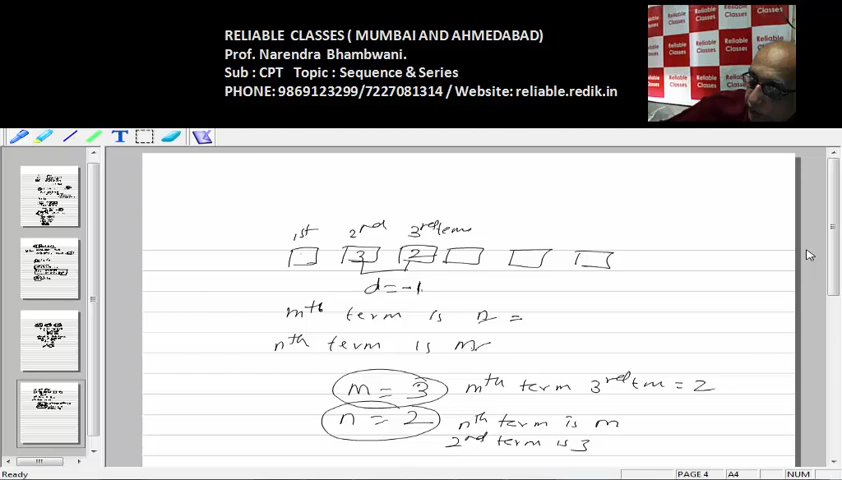 RELIABLE CLASSES ( MUMBAI AND AHMEDABAD)
Prof. Narendra Bhambwani.
Sub : CPT Topic : Sequence & Series
PHONE: 9869123299/7227081314 / Website: reliable.redik.in
Reliable Classes
1st 2nd 3rd term
3 2
d = -1
mth term is n =
nth term is m
m = 3 mth term 3rd tm = 2
n = 2 nth term is m
2nd term is 3
Ready PAGE 4 A4